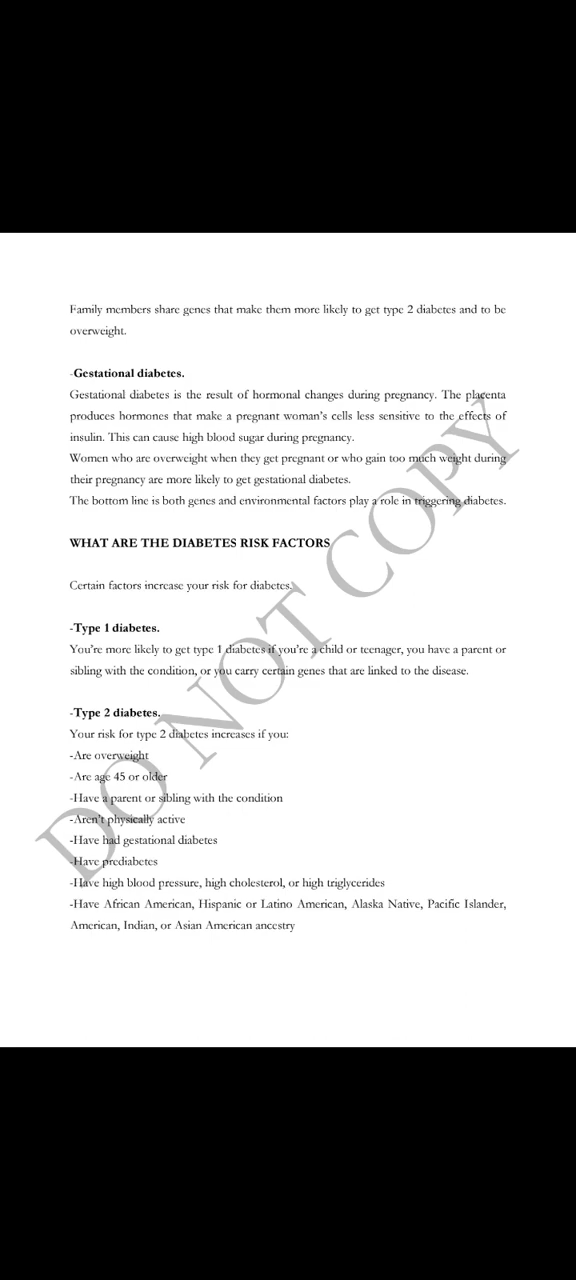 Family members share genes that make them more likely to get type 2 diabetes and to be
overweight.
-Gestational diabetes.
Gestational diabetes is the result of hormonal changes during pregnancy. The placenta
produces hormones that make a pregnant woman's cells less sensitive to the effects of
insulin. This can cause high blood sugar during pregnancy.
Women who are overweight when they get pregnant or who gain too much weight during
their pregnancy are more likely to get gestational diabetes.
The bottom line is both genes and environmental factors play a role in triggering diabetes.
WHAT ARE THE DIABETES RISK FACTORS
Certain factors increase your risk for diabetes.
-Type 1 diabetes.
You're more likely to get type 1 diabetes if you're a child or teenager, you have a parent or
sibling with the condition, or you carry certain genes that are linked to the disease.
-Type 2 diabetes.
Your risk for type 2 diabetes increases if you:
-Are overweight
-Are age 45 or older
-Have a parent or sibling with the condition
-Aren't physically active
-Have had gestational diabetes
-Have prediabetes
-Have high blood pressure, high cholesterol, or high triglycerides
-Have African American, Hispanic or Latino American, Alaska Native, Pacific Islander,
American, Indian, or Asian American ancestry
DO NOT COPY